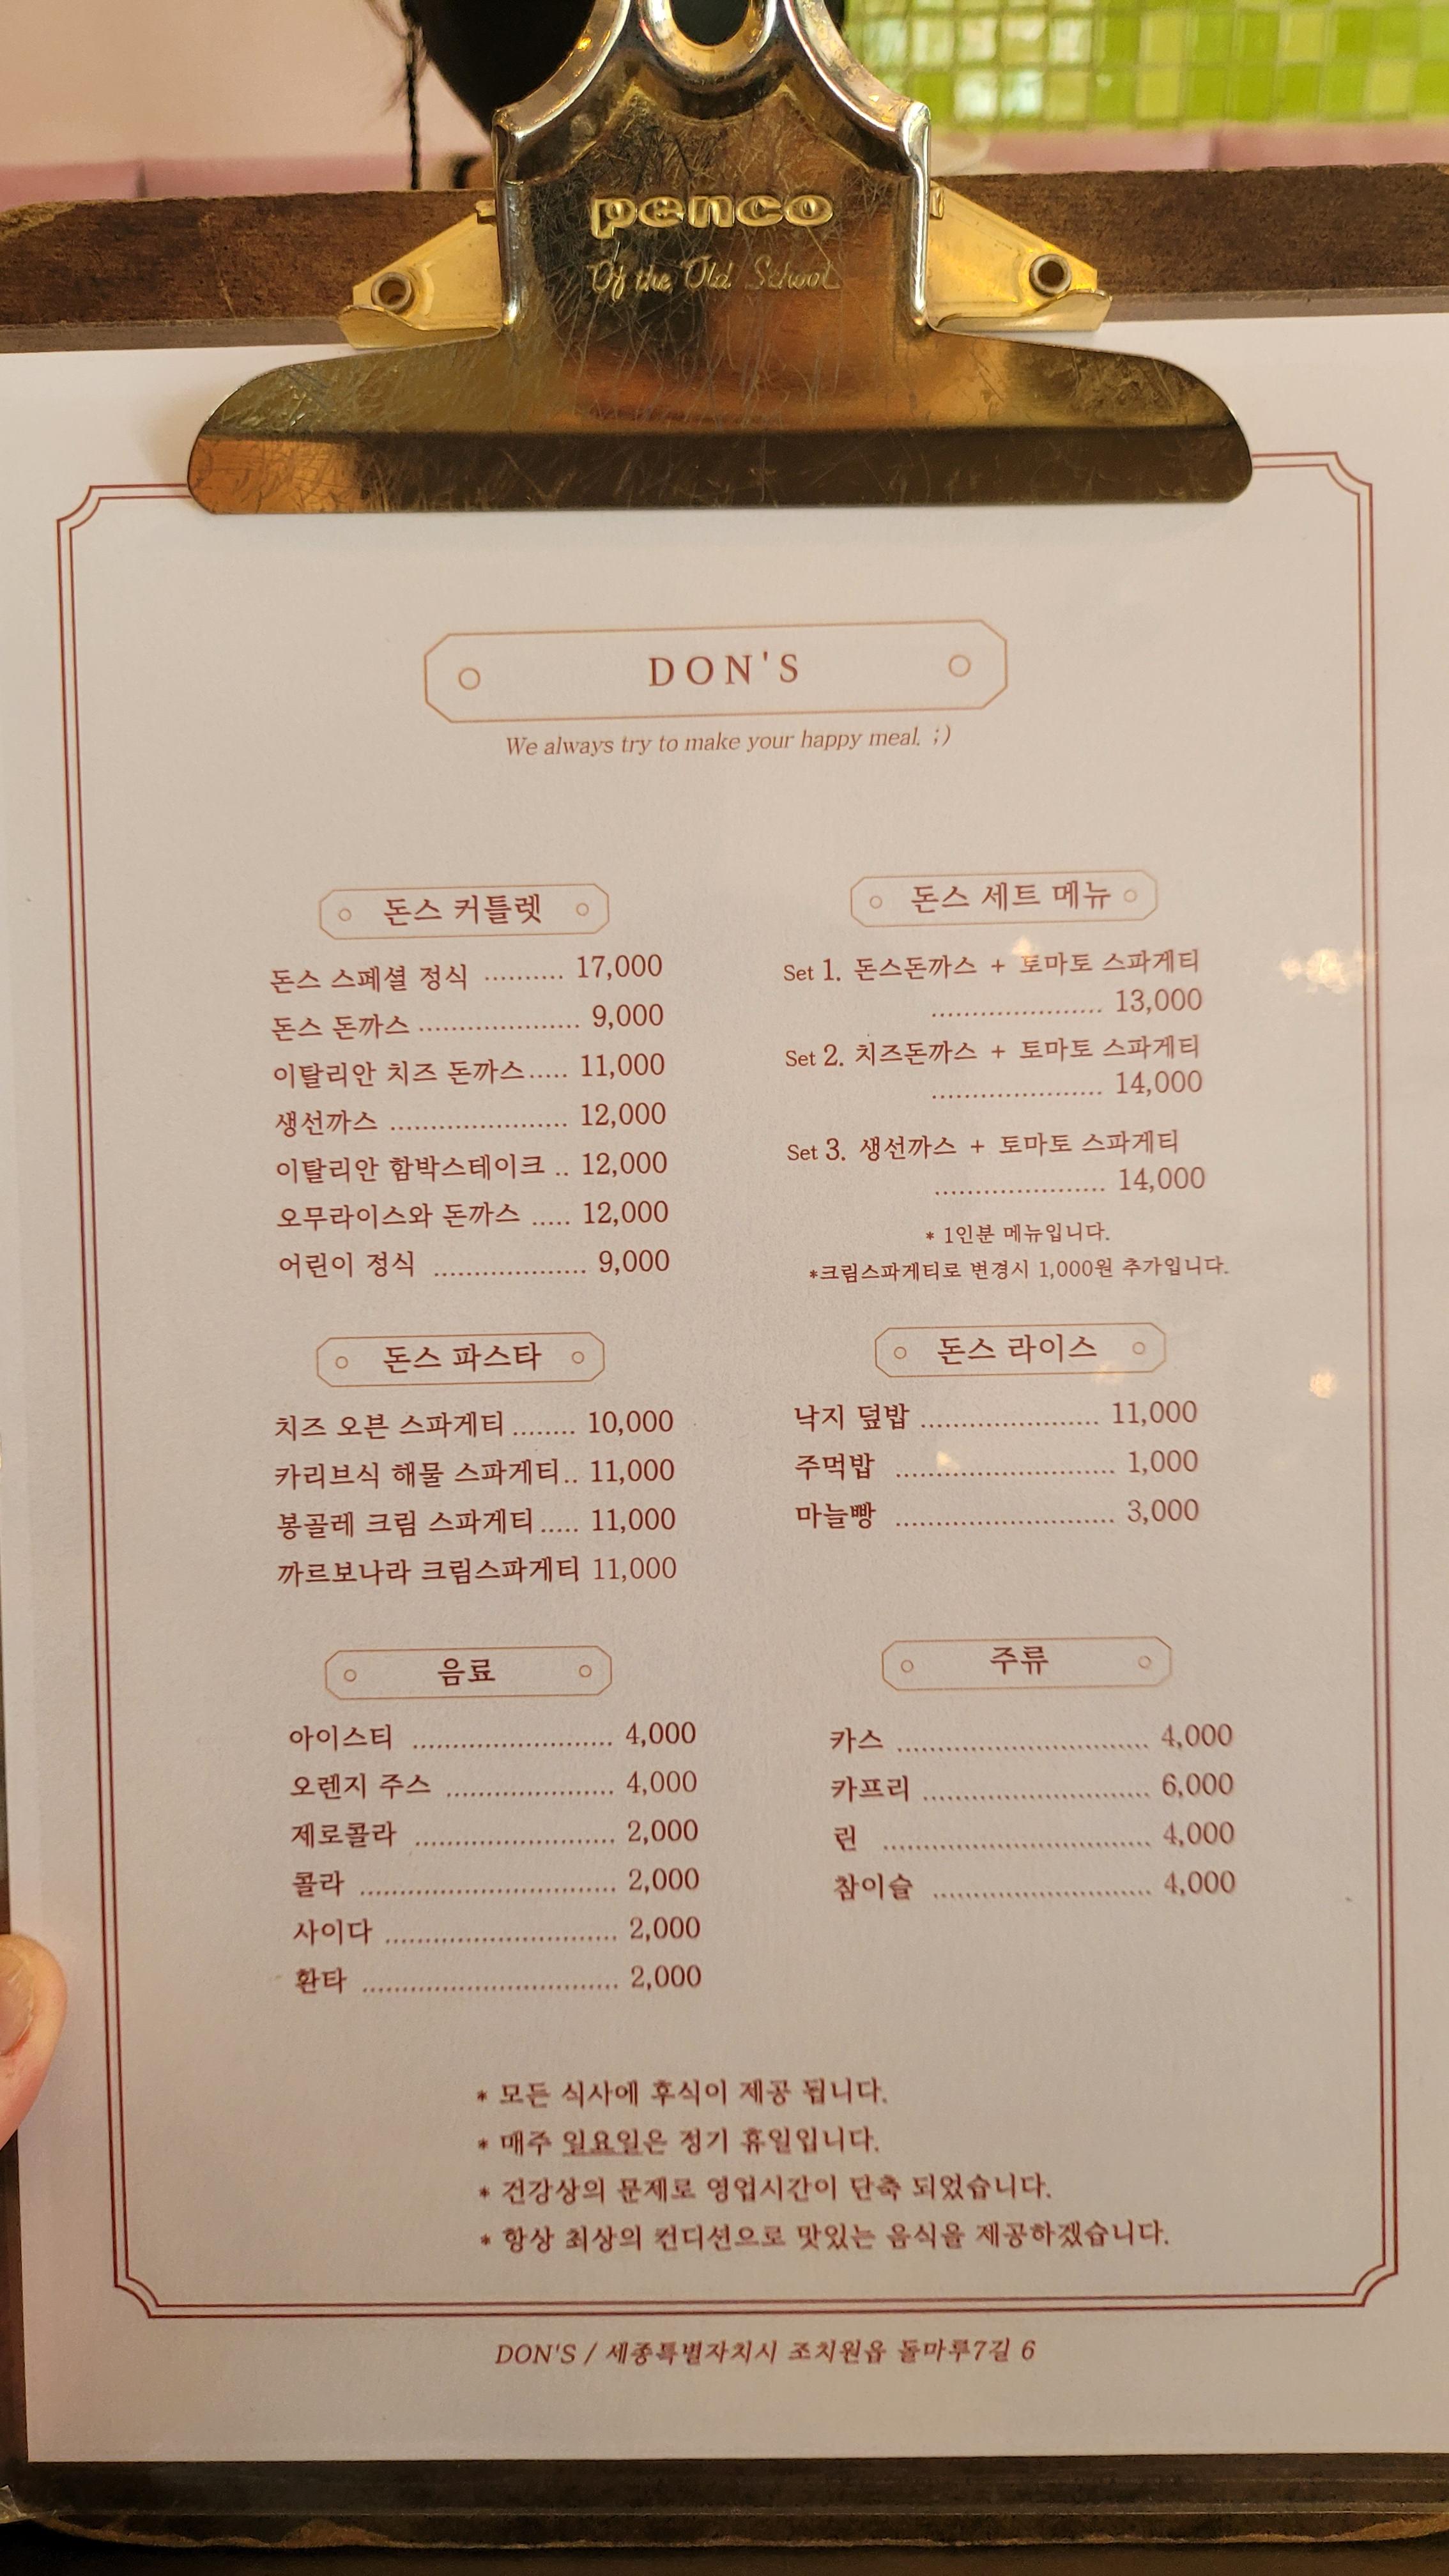 penco
Of the Old School
DON'S
We always try to make your happy meal. ;)
돈스 커틀렛
돈스 스페셜 정식 .......... 17,000
돈스 돈까스 ..................... 9,000
이탈리안 치즈 돈까스..... 11,000
생선까스 ....................... 12,000
이탈리안 함박스테이크 .. 12,000
오무라이스와 돈까스 ..... 12,000
어린이 정식 .................... 9,000
돈스 세트 메뉴
Set 1. 돈스돈까스 + 토마토 스파게티
...................... 13,000
Set 2. 치즈돈까스 + 토마토 스파게티
...................... 14,000
Set 3. 생선까스 + 토마토 스파게티
...................... 14,000
* 1인분 메뉴입니다.
*크림스파게티로 변경시 1,000원 추가입니다.
돈스 파스타
치즈 오븐 스파게티........ 10,000
카리브식 해물 스파게티.. 11,000
봉골레 크림 스파게티..... 11,000
까르보나라 크림스파게티 11,000
돈스 라이스
낙지 덮밥 ....................... 11,000
주먹밥 ............................ 1,000
마늘빵 ............................ 3,000
음료
아이스티 .......................... 4,000
오렌지 주스 ...................... 4,000
제로콜라 .......................... 2,000
콜라 ................................. 2,000
사이다 .............................. 2,000
환타 ................................. 2,000
주류
카스 ................................. 4,000
카프리 ............................. 6,000
린 ................................... 4,000
참이슬 ............................ 4,000
* 모든 식사에 후식이 제공 됩니다.
* 매주 일요일은 정기 휴일입니다.
* 건강상의 문제로 영업시간이 단축 되었습니다.
* 항상 최상의 컨디션으로 맛있는 음식을 제공하겠습니다.
DON'S / 세종특별자치시 조치원읍 돌마루7길 6